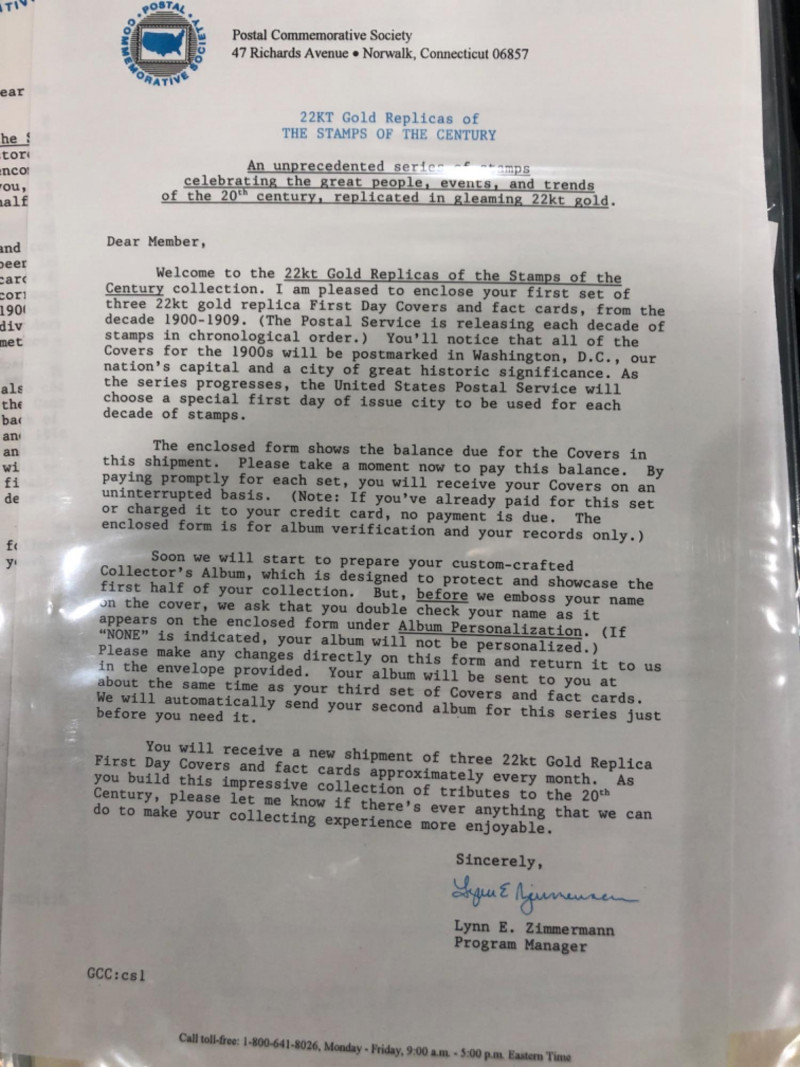 POSTAL COMMEMORATIVE SOCIETY
Postal Commemorative Society
47 Richards Avenue • Norwalk, Connecticut 06857
22KT Gold Replicas of
THE STAMPS OF THE CENTURY
An unprecedented series of stamps
celebrating the great people, events, and trends
of the 20th century, replicated in gleaming 22kt gold.
Dear Member,
Welcome to the 22kt Gold Replicas of the Stamps of the
Century collection. I am pleased to enclose your first set of
three 22kt gold replica First Day Covers and fact cards, from the
decade 1900-1909. (The Postal Service is releasing each decade of
stamps in chronological order.) You'll notice that all of the
Covers for the 1900s will be postmarked in Washington, D.C., our
nation's capital and a city of great historic significance. As
the series progresses, the United States Postal Service will
choose a special first day of issue city to be used for each
decade of stamps.
The enclosed form shows the balance due for the Covers in
this shipment. Please take a moment now to pay this balance. By
paying promptly for each set, you will receive your Covers on an
uninterrupted basis. (Note: If you've already paid for this set
or charged it to your credit card, no payment is due. The
enclosed form is for album verification and your records only.)
Soon we will start to prepare your custom-crafted
Collector's Album, which is designed to protect and showcase the
first half of your collection. But, before we emboss your name
on the cover, we ask that you double check your name as it
appears on the enclosed form under Album Personalization. (If
“NONE” is indicated, your album will not be personalized.)
Please make any changes directly on this form and return it to us
in the envelope provided. Your album will be sent to you at
about the same time as your third set of Covers and fact cards.
We will automatically send your second album for this series just
before you need it.
You will receive a new shipment of three 22kt Gold Replica
First Day Covers and fact cards approximately every month. As
you build this impressive collection of tributes to the 20th
Century, please let me know if there's ever anything that we can
do to make your collecting experience more enjoyable.
Sincerely,
Lynn E. Zimmermann
Program Manager
GCC:csl
Call toll-free: 1-800-641-8026, Monday - Friday, 9:00 a.m. - 5:00 p.m. Eastern Time